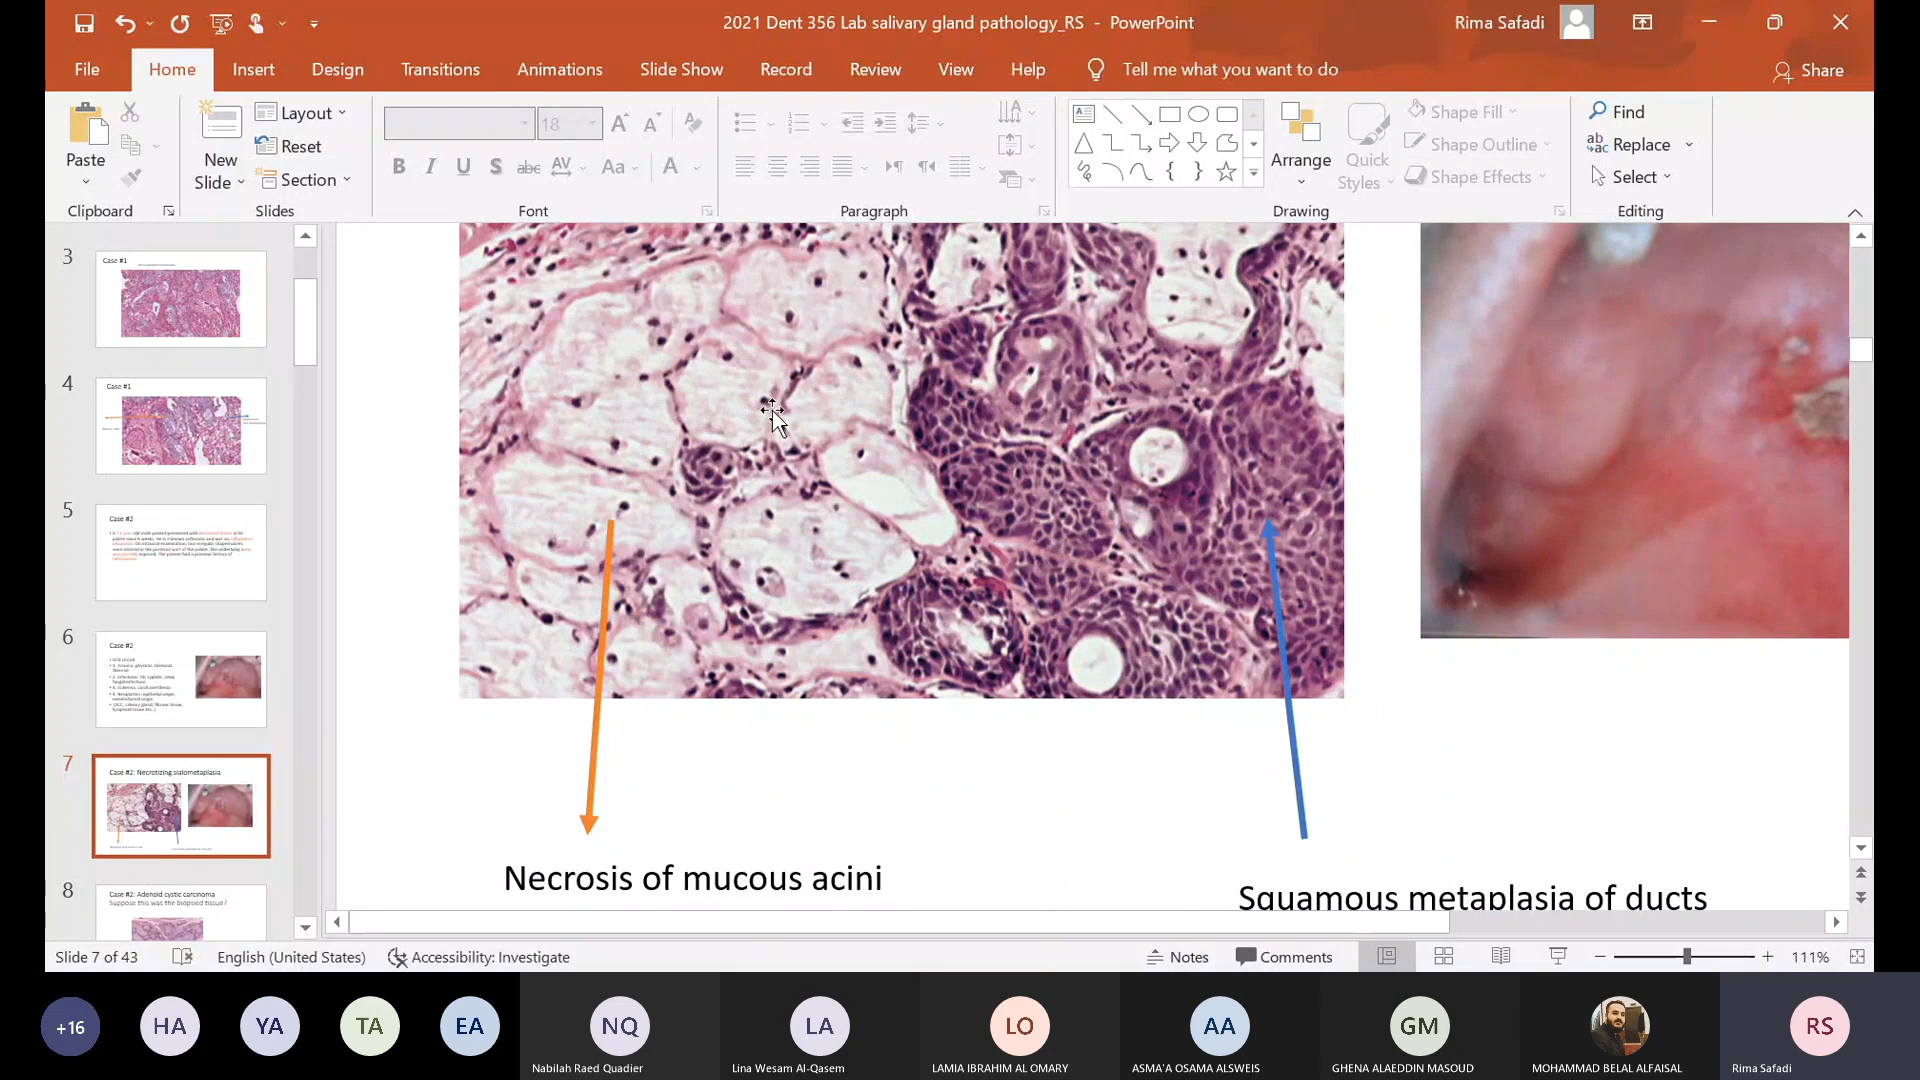 2021 Dent 356 Lab salivary gland pathology_RS - PowerPoint
Rima Safadi
File Home Insert Design Transitions Animations Slide Show Record Review View Help Tell me what you want to do
Share
Paste
Clipboard
New Slide
Layout
Reset
Section
Slides
18
B I U S abc AV Aa A
Font
Paragraph
Arrange
Quick Styles
Shape Fill
Shape Outline
Shape Effects
Drawing
Find
Replace
Select
Editing
3
Case #1
4
Case #1
5
Case #2
6
Case #2
7
Case #2: Necrotizing sialometaplasia
8
Case #2: Adenoid cystic carcinoma
Suppose this was the biopsied tissue?
Necrosis of mucous acini
Squamous metaplasia of ducts
Slide 7 of 43
English (United States)
Accessibility: Investigate
Notes
Comments
111%
+16
HA
YA
TA
EA
NQ
Nabilah Raed Quadier
LA
Lina Wesam Al-Qasem
LO
LAMIA IBRAHIM AL OMARY
AA
ASMA'A OSAMA ALSWEIS
GM
GHENA ALAEDDIN MASOUD
MOHAMMAD BELAL ALFAISAL
RS
Rima Safadi